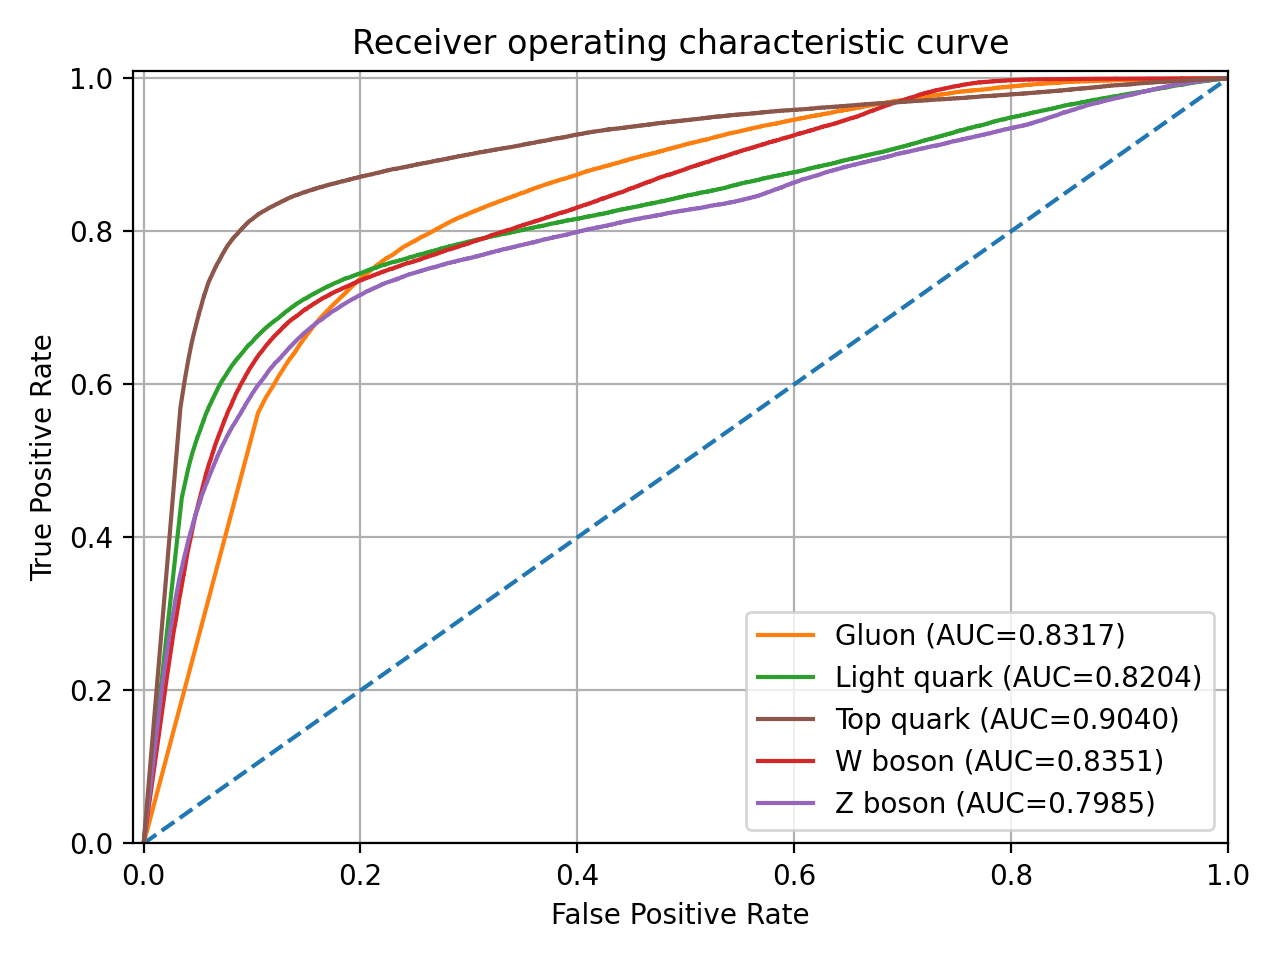 Receiver operating characteristic curve
True Positive Rate
1.0
0.8
0.6
0.4
0.2
0.0
Gluon (AUC=0.8317)
Light quark (AUC=0.8204)
Top quark (AUC=0.9040)
W boson (AUC=0.8351)
Z boson (AUC=0.7985)
0.0 0.2 0.4 0.6 0.8 1.0
False Positive Rate